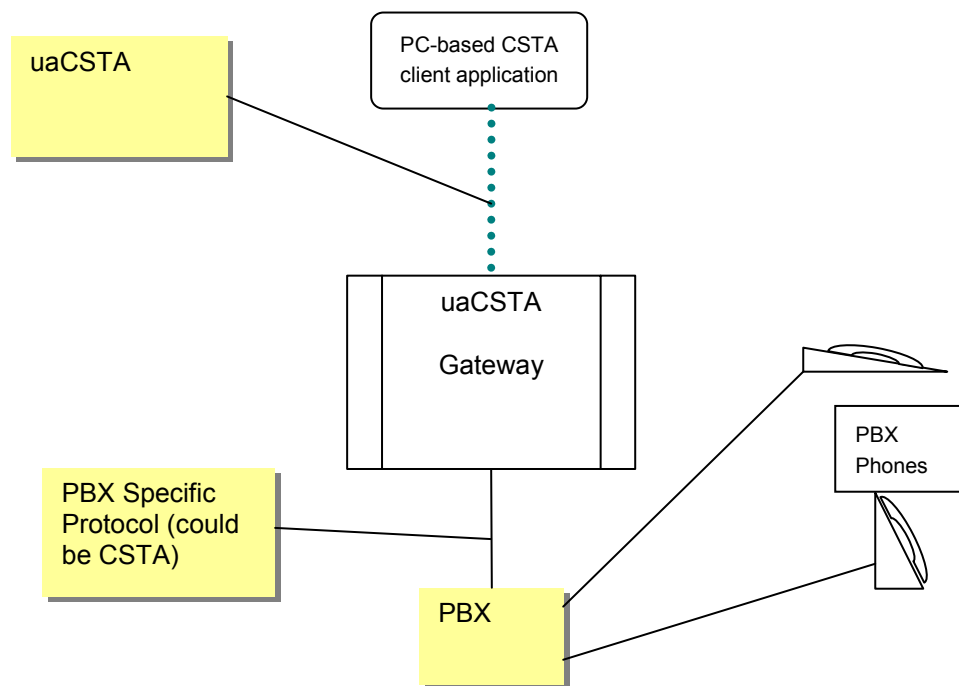 uaCSTA
PC-based CSTA
client application
uaCSTA
Gateway
PBX
Phones
PBX Specific
Protocol (could
be CSTA)
PBX